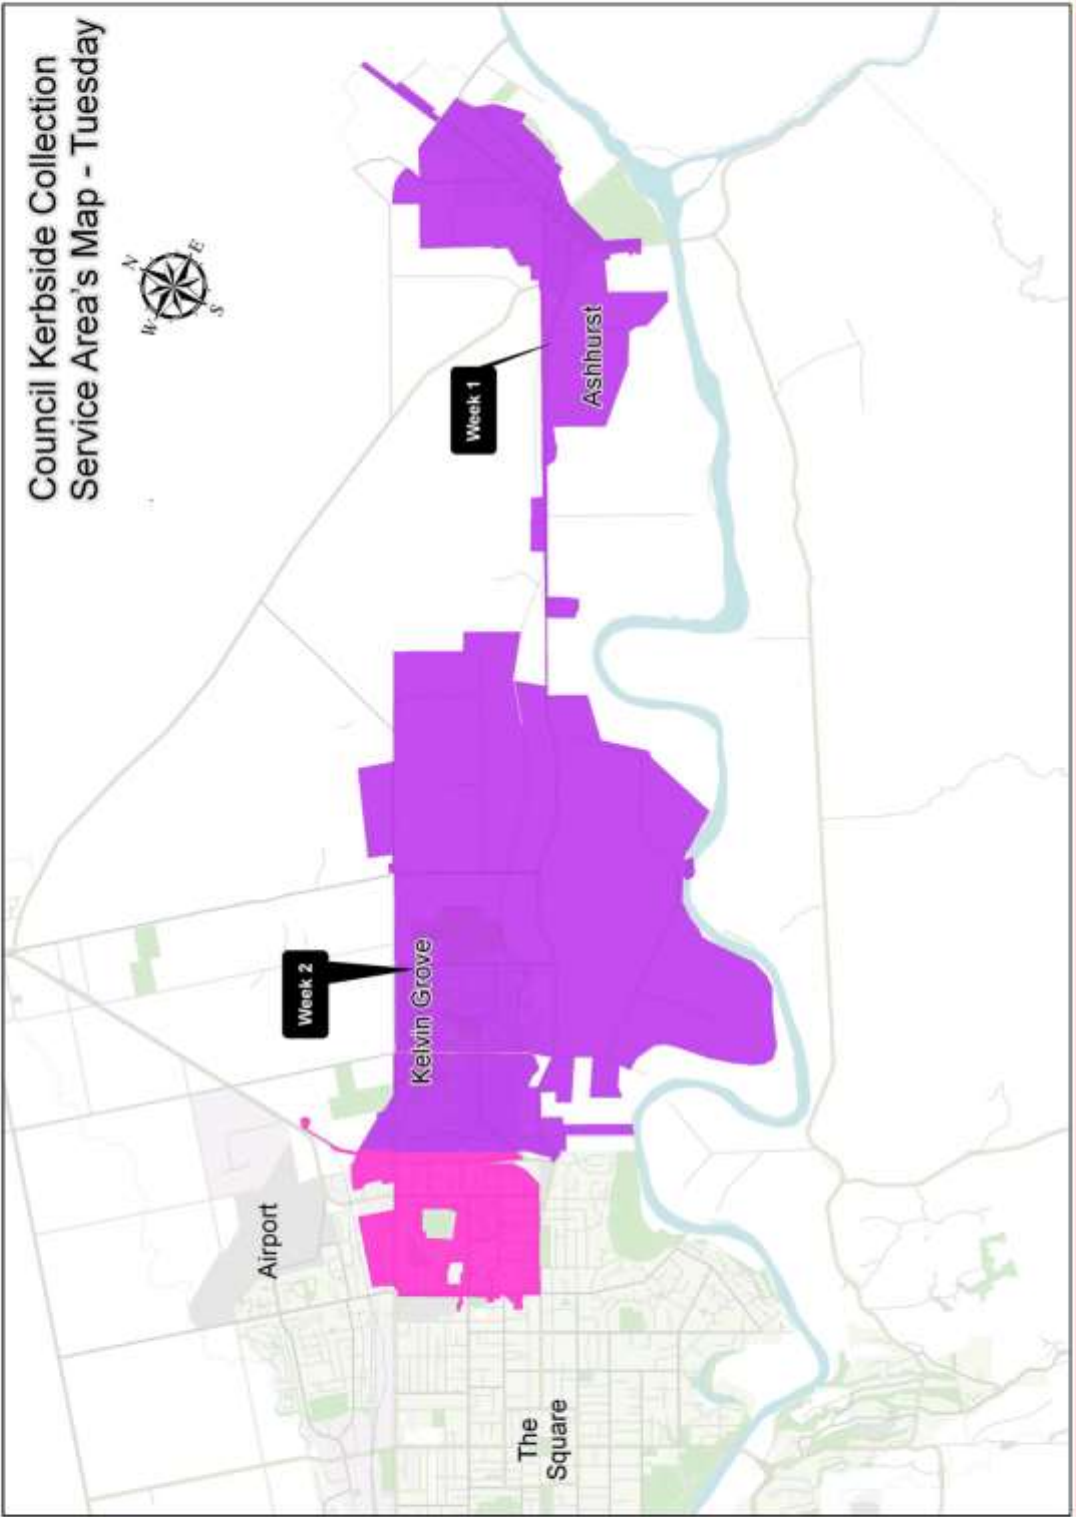 Council Kerbside Collection
Service Area's Map - Tuesday
N
E
S
W
Week 1
Ashhurst
Week 2
Kelvin Grove
Airport
The
Square